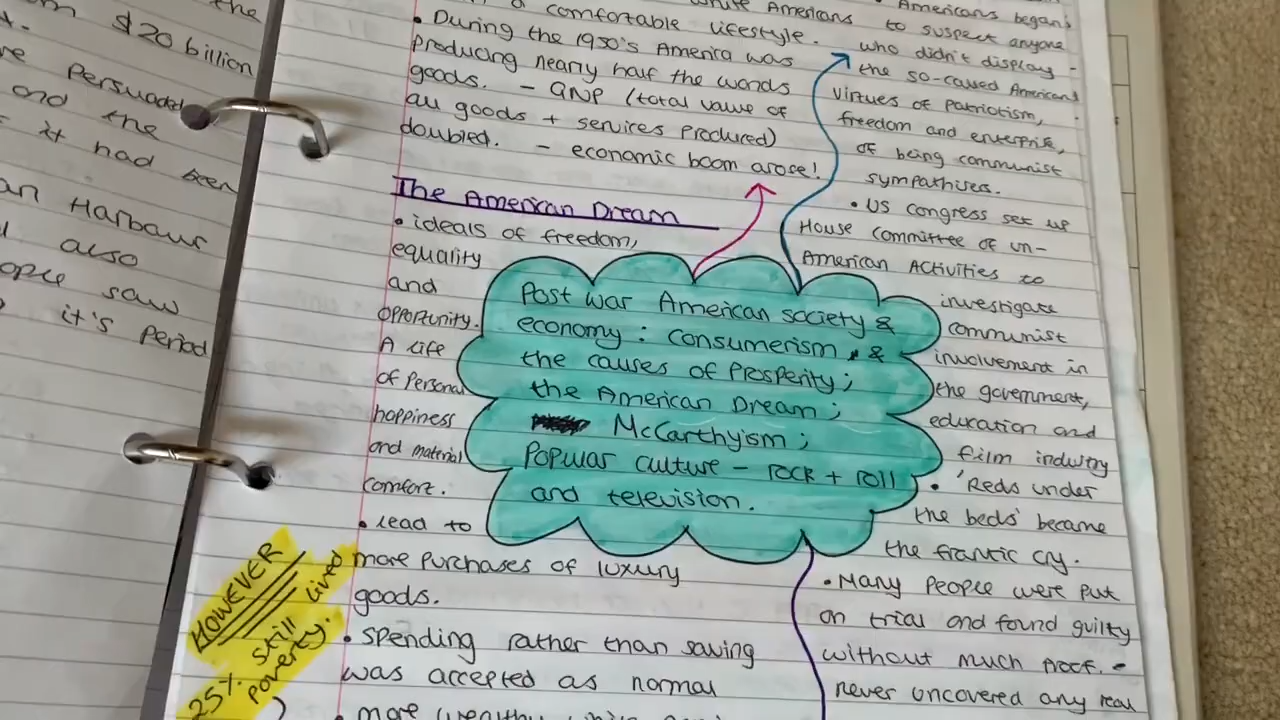 the
$20 billion
Persuaded
and the
it had been
Harbour
also
saw
it's period
a comfortable lifestyle.
• During the 1950's America was
Producing nearly half the worlds
goods. - GNP (total value of
all goods + services Produced)
doubled. - economic boom arose!
The American Dream
• ideals of freedom,
equality
and
opportunity.
A life
of Personal
happiness
and material
comfort.
• lead to
more Purchases of luxury
goods.
• Spending rather than saving
was accepted as normal
• more wealthy
HOWEVER
25% still lived
poverty.
Post war American society &
economy : Consumerism &
the causes of Prosperity;
the American Dream;
McCarthyism;
Popular culture - rock + roll
and television.
White Americans
• Americans began
to suspect anyone
who didn't display
the so-called American
virtues of Patriotism,
freedom and enterprise,
of being communist
sympathisers.
• US Congress set up
House Committee of un-
American Activities to
investigate
communist
involvement in
the government,
education and
film industry
• 'Reds under
the beds' became
the frantic cry.
• Many People were Put
on trial and found guilty
without much Proof. -
never uncovered any real